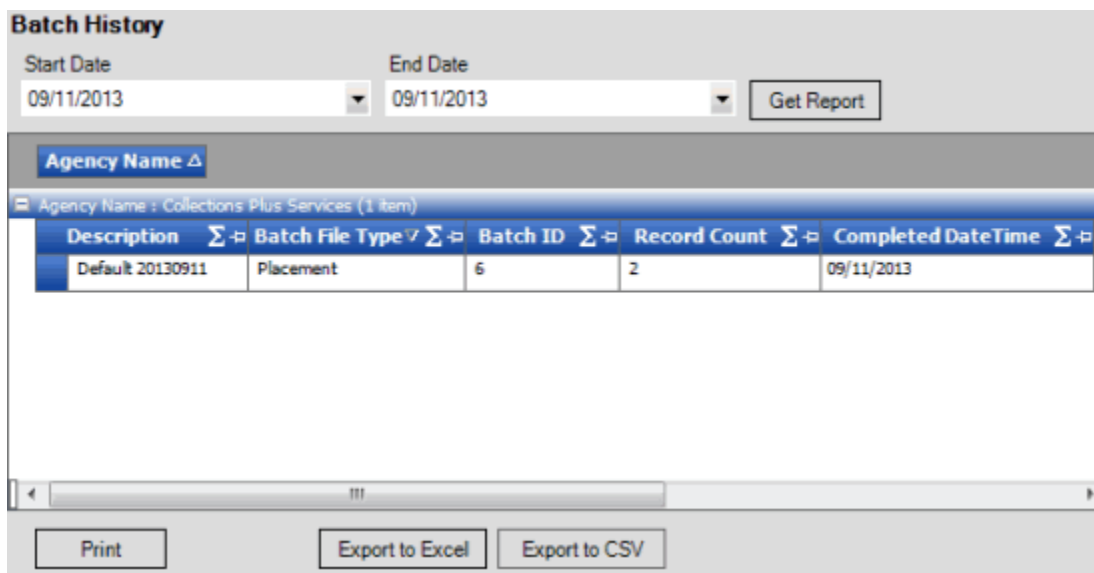 Batch History
Start Date End Date
09/11/2013 09/11/2013 Get Report
Agency Name
Agency Name : Collections Plus Services (1 item)
Description Σ Batch File Type Σ Batch ID Σ Record Count Σ Completed DateTime Σ
Default 20130911 Placement 6 2 09/11/2013
Print Export to Excel Export to CSV